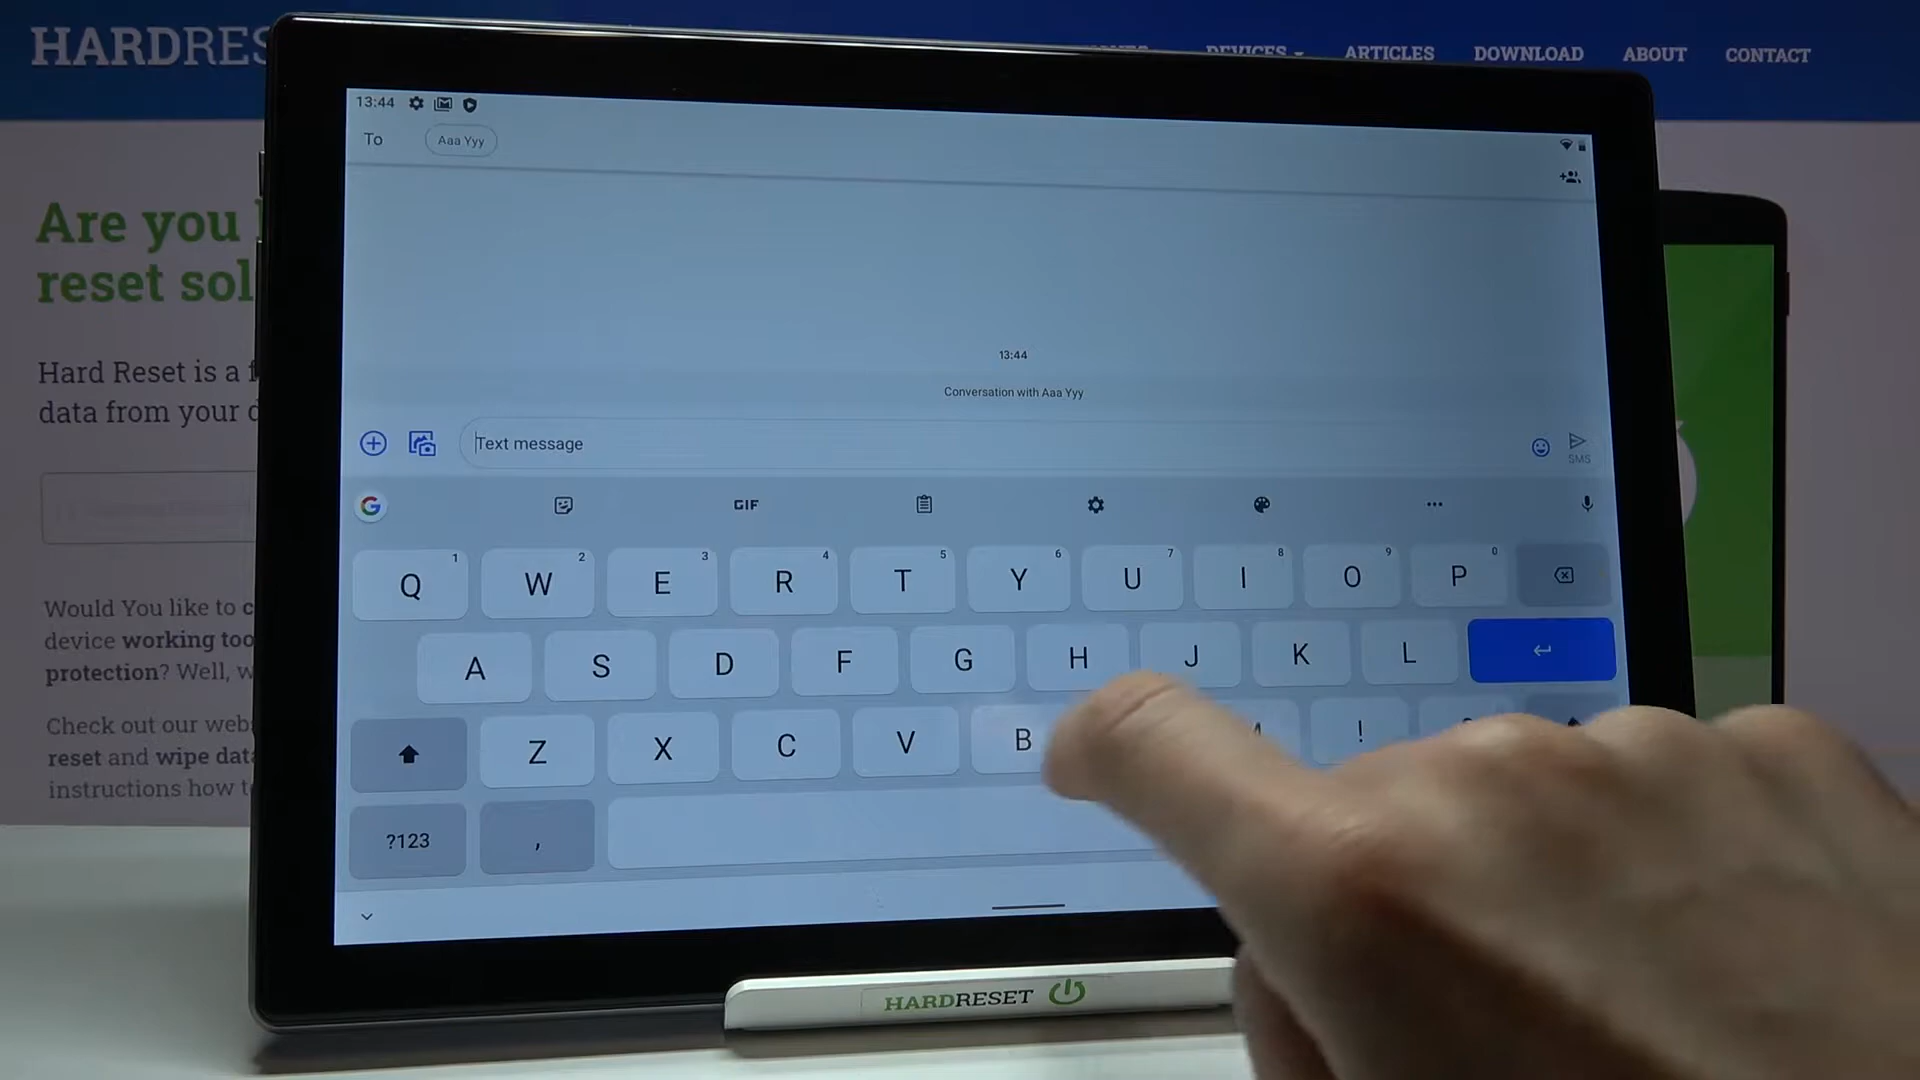 HARDRES
DEVICES
ARTICLES
DOWNLOAD
ABOUT
CONTACT
Are you
reset sol
Hard Reset is a f
data from your d
Would You like to c
device working too
protection? Well, w
Check out our web
reset and wipe data
instructions how t
13:44
To
Aaa Yyy
13:44
Conversation with Aaa Yyy
Text message
SMS
G
GIF
Q 1 W 2 E 3 R 4 T 5 Y 6 U 7 I 8 O 9 P 0
A S D F G H J K L
Z X C V B !
?123 ,
HARDRESET